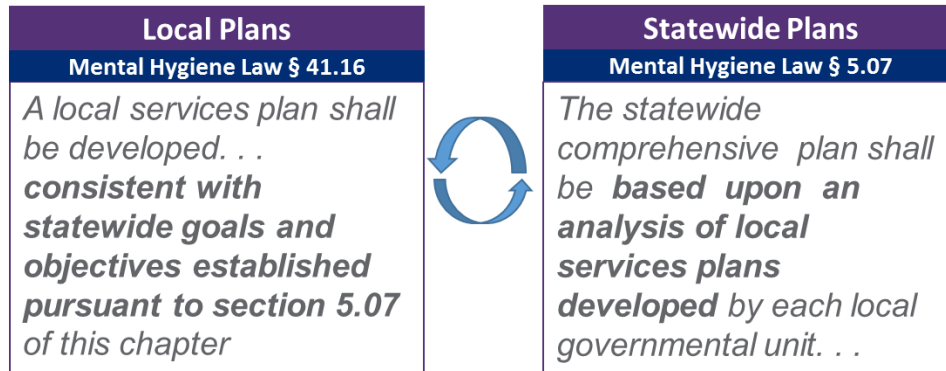 Local Plans
Mental Hygiene Law § 41.16
A local services plan shall
be developed. . .
consistent with
statewide goals and
objectives established
pursuant to section 5.07
of this chapter
Statewide Plans
Mental Hygiene Law § 5.07
The statewide
comprehensive plan shall
be based upon an
analysis of local
services plans
developed by each local
governmental unit. . .